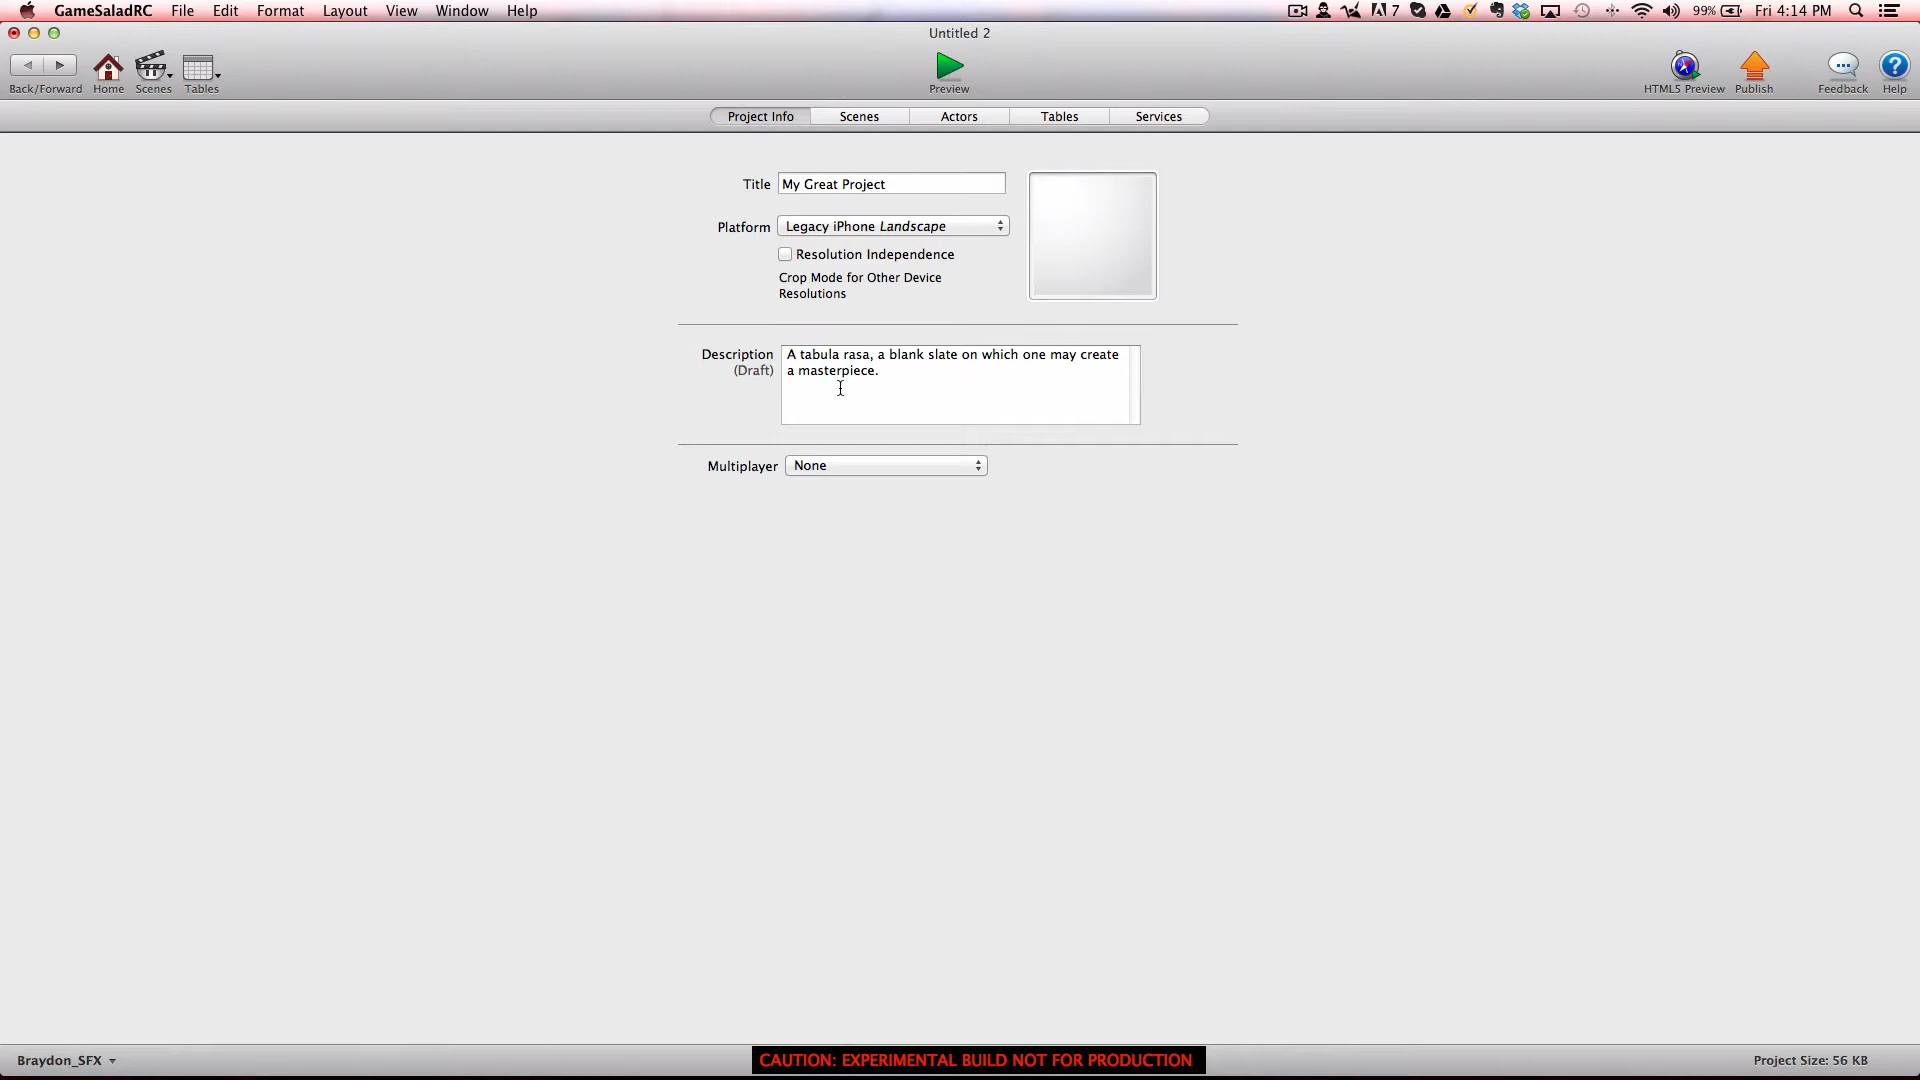 GameSaladRC File Edit Format Layout View Window Help 7 99% Fri 4:14 PM
Untitled 2
Back/Forward Home Scenes Tables Preview HTML5 Preview Publish Feedback Help
Project Info Scenes Actors Tables Services
Title My Great Project
Platform Legacy iPhone Landscape
Resolution Independence
Crop Mode for Other Device
Resolutions
Description A tabula rasa, a blank slate on which one may create
(Draft) a masterpiece.
Multiplayer None
Braydon_SFX CAUTION: EXPERIMENTAL BUILD NOT FOR PRODUCTION Project Size: 56 KB